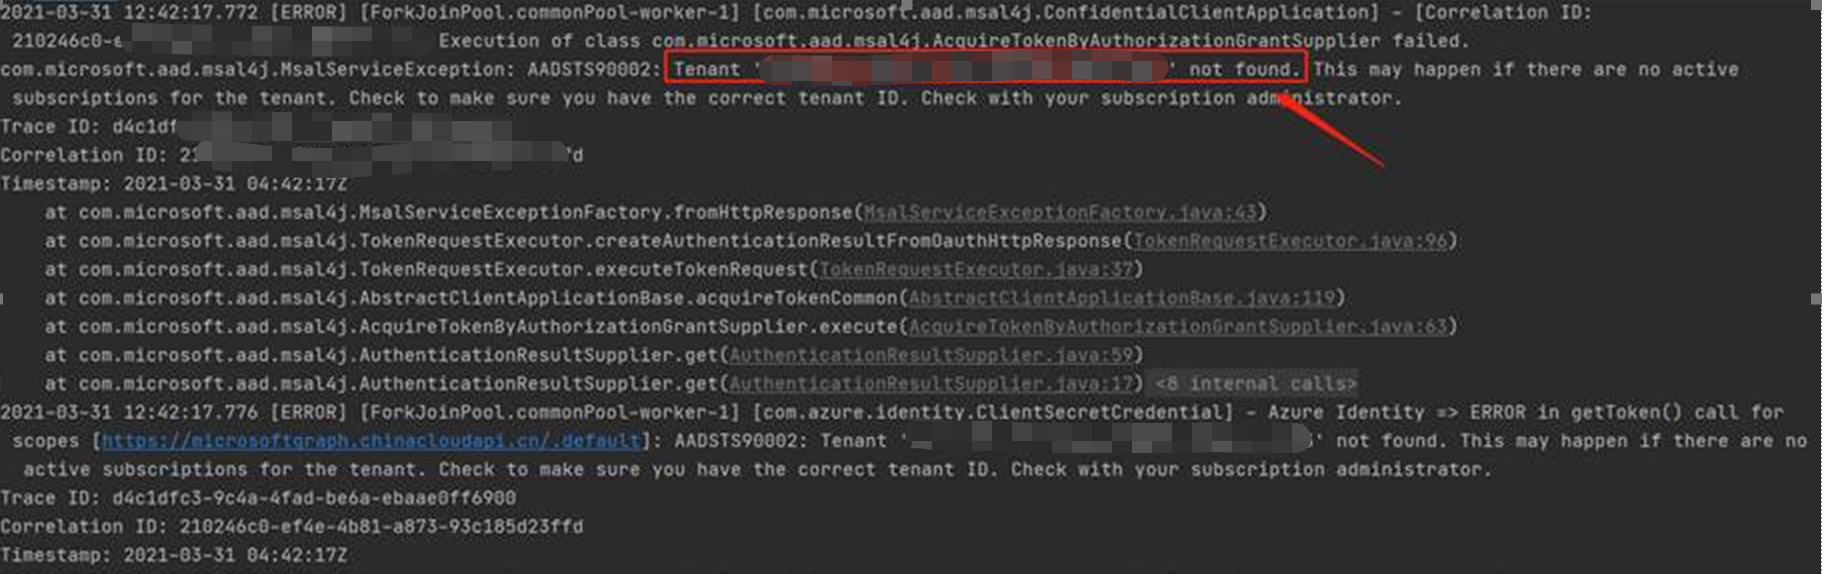 2021-03-31 12:42:17.772 [ERROR] [ForkJoinPool.commonPool-worker-1] [com.microsoft.aad.msal4j.ConfidentialClientApplication] - [Correlation ID:
210246c0-e Execution of class com.microsoft.aad.msal4j.AcquireTokenByAuthorizationGrantSupplier failed.
com.microsoft.aad.msal4j.MsalServiceException: AADSTS90002: Tenant ' ' not found. This may happen if there are no active
subscriptions for the tenant. Check to make sure you have the correct tenant ID. Check with your subscription administrator.
Trace ID: d4c1df
Correlation ID: 21 d
Timestamp: 2021-03-31 04:42:17Z
at com.microsoft.aad.msal4j.MsalServiceExceptionFactory.fromHttpResponse(MsalServiceExceptionFactory.java:43)
at com.microsoft.aad.msal4j.TokenRequestExecutor.createAuthenticationResultFromOauthHttpResponse(TokenRequestExecutor.java:96)
at com.microsoft.aad.msal4j.TokenRequestExecutor.executeTokenRequest(TokenRequestExecutor.java:37)
at com.microsoft.aad.msal4j.AbstractClientApplicationBase.acquireTokenCommon(AbstractClientApplicationBase.java:119)
at com.microsoft.aad.msal4j.AcquireTokenByAuthorizationGrantSupplier.execute(AcquireTokenByAuthorizationGrantSupplier.java:63)
at com.microsoft.aad.msal4j.AuthenticationResultSupplier.get(AuthenticationResultSupplier.java:59)
at com.microsoft.aad.msal4j.AuthenticationResultSupplier.get(AuthenticationResultSupplier.java:17) <8 internal calls>
2021-03-31 12:42:17.776 [ERROR] [ForkJoinPool.commonPool-worker-1] [com.azure.identity.ClientSecretCredential] - Azure Identity => ERROR in getToken() call for
scopes [https://microsoftgraph.chinacloudapi.cn/.default]: AADSTS90002: Tenant ' ' not found. This may happen if there are no
active subscriptions for the tenant. Check to make sure you have the correct tenant ID. Check with your subscription administrator.
Trace ID: d4c1dfc3-9c4a-4fad-be6a-ebaae0ff6900
Correlation ID: 210246c0-ef4e-4b81-a873-93c185d23ffd
Timestamp: 2021-03-31 04:42:17Z